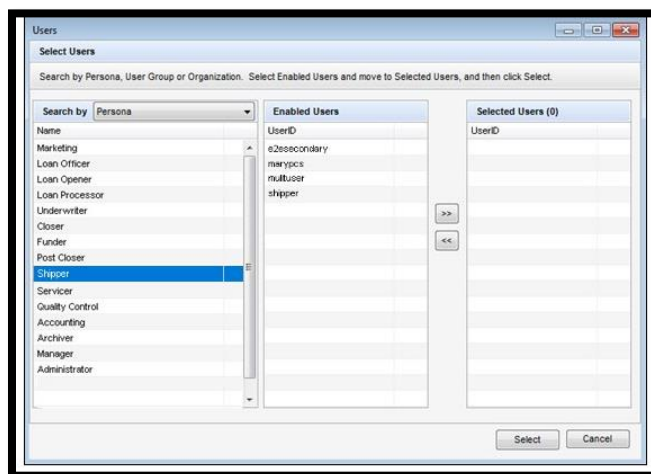 Users
Select Users
Search by Persona, User Group or Organization. Select Enabled Users and move to Selected Users, and then click Select.
Search by Persona
Name
Marketing
Loan Officer
Loan Opener
Loan Processor
Underwriter
Closer
Funder
Post Closer
Shipper
Servicer
Quality Control
Accounting
Archiver
Manager
Administrator
Enabled Users
UserID
e2esecondary
marypcs
multuser
shipper
>>
<<
Selected Users (0)
UserID
Select
Cancel